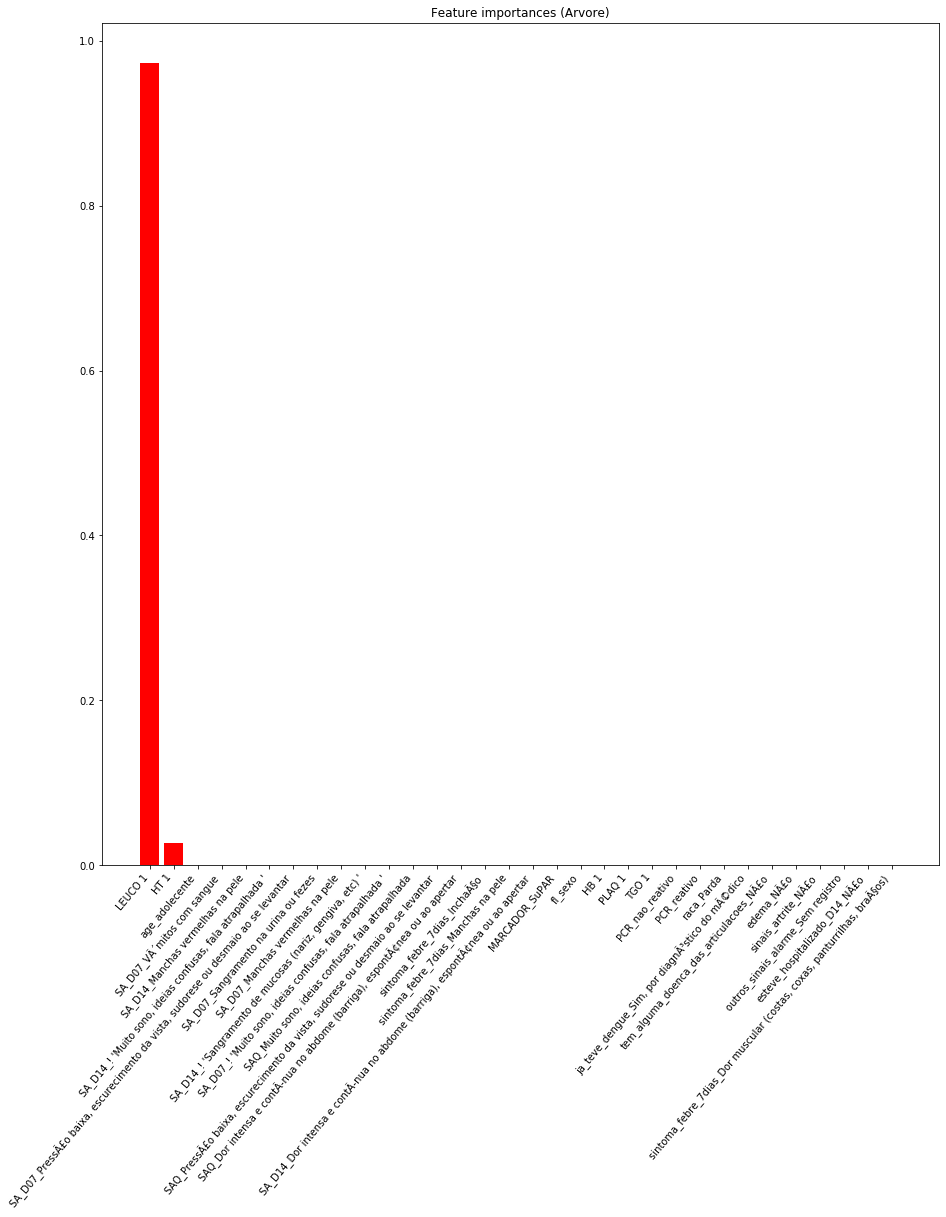 Feature importances (Arvore)
1.0
0.8
0.6
0.4
0.2
0.0
LEUCO 1
HT 1
age_adolecente
SA_D07_VÃ´mitos com sangue
SA_D14_Manchas vermelhas na pele
SA_D14_! 'Muito sono, ideias confusas, fala atrapalhada '
SA_D07_PressÃ£o baixa, escurecimento da vista, sudorese ou desmaio ao se levantar
SA_D07_Sangramento na urina ou fezes
SA_D07_Manchas vermelhas na pele
SA_D14_! 'Sangramento de mucosas (nariz, gengiva, etc) '
SA_D07_! 'Muito sono, ideias confusas, fala atrapalhada '
SAQ_Muito sono, ideias confusas, fala atrapalhada
SAQ_PressÃ£o baixa, escurecimento da vista, sudorese ou desmaio ao se levantar
SAQ_Dor intensa e contÃ-nua no abdome (barriga), espontÃ¢nea ou ao apertar
sintoma_febre_7dias_InchaÃ§o
sintoma_febre_7dias_Manchas na pele
SA_D14_Dor intensa e contÃ-nua no abdome (barriga), espontÃ¢nea ou ao apertar
MARCADOR_SuPAR
fl_sexo
HB 1
PLAQ 1
TGO 1
PCR_nao_reativo
PCR_reativo
raca_Parda
ja_teve_dengue_Sim, por diagnÃ³stico do mÃ©dico
tem_alguma_doenca_das_articulacoes_NÃ£o
edema_NÃ£o
sinais_artrite_NÃ£o
outros_sinais_alarme_Sem registro
esteve_hospitalizado_D14_NÃ£o
sintoma_febre_7dias_Dor muscular (costas, coxas, panturrilhas, braÃ§os)